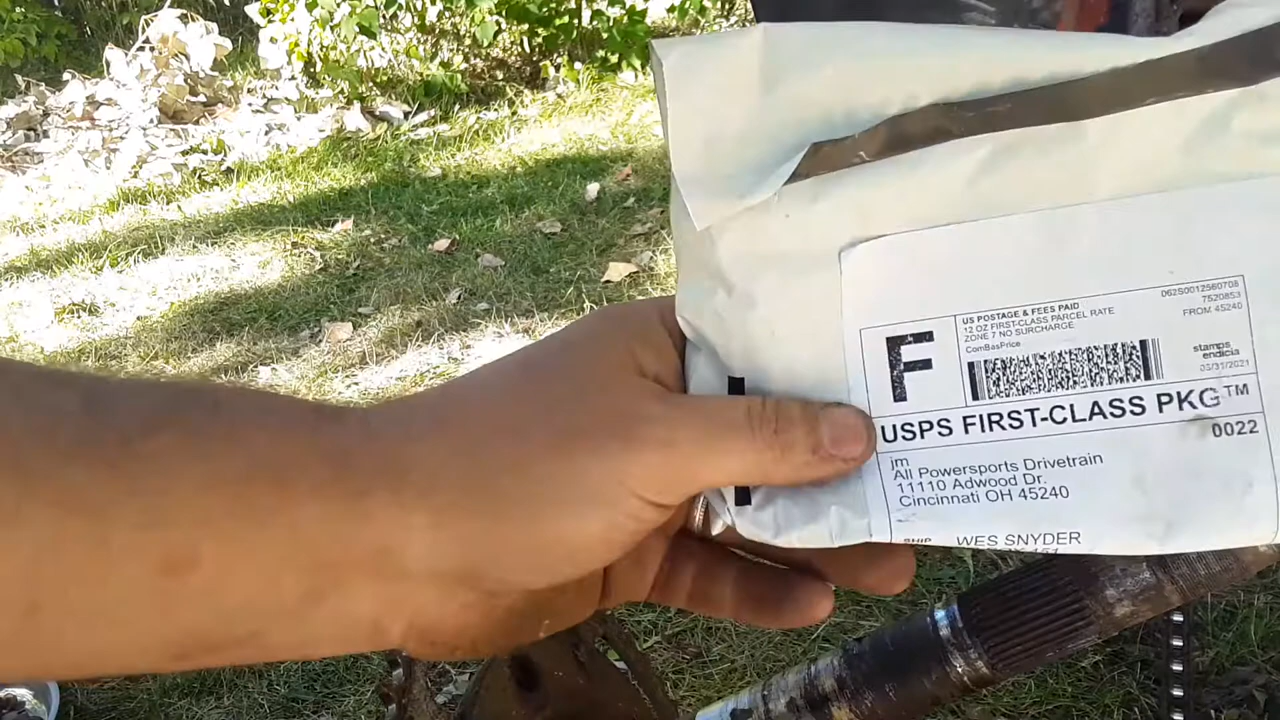 US POSTAGE & FEES PAID
12 OZ FIRST-CLASS PARCEL RATE
ZONE 7 NO SURCHARGE
ComBasPrice
062S0012560708
7520853
FROM 45240
stamps
endicia
03/31/2021
F
USPS FIRST-CLASS PKG™
0022
jm
All Powersports Drivetrain
11110 Adwood Dr.
Cincinnati OH 45240
SHIP
WES SNYDER